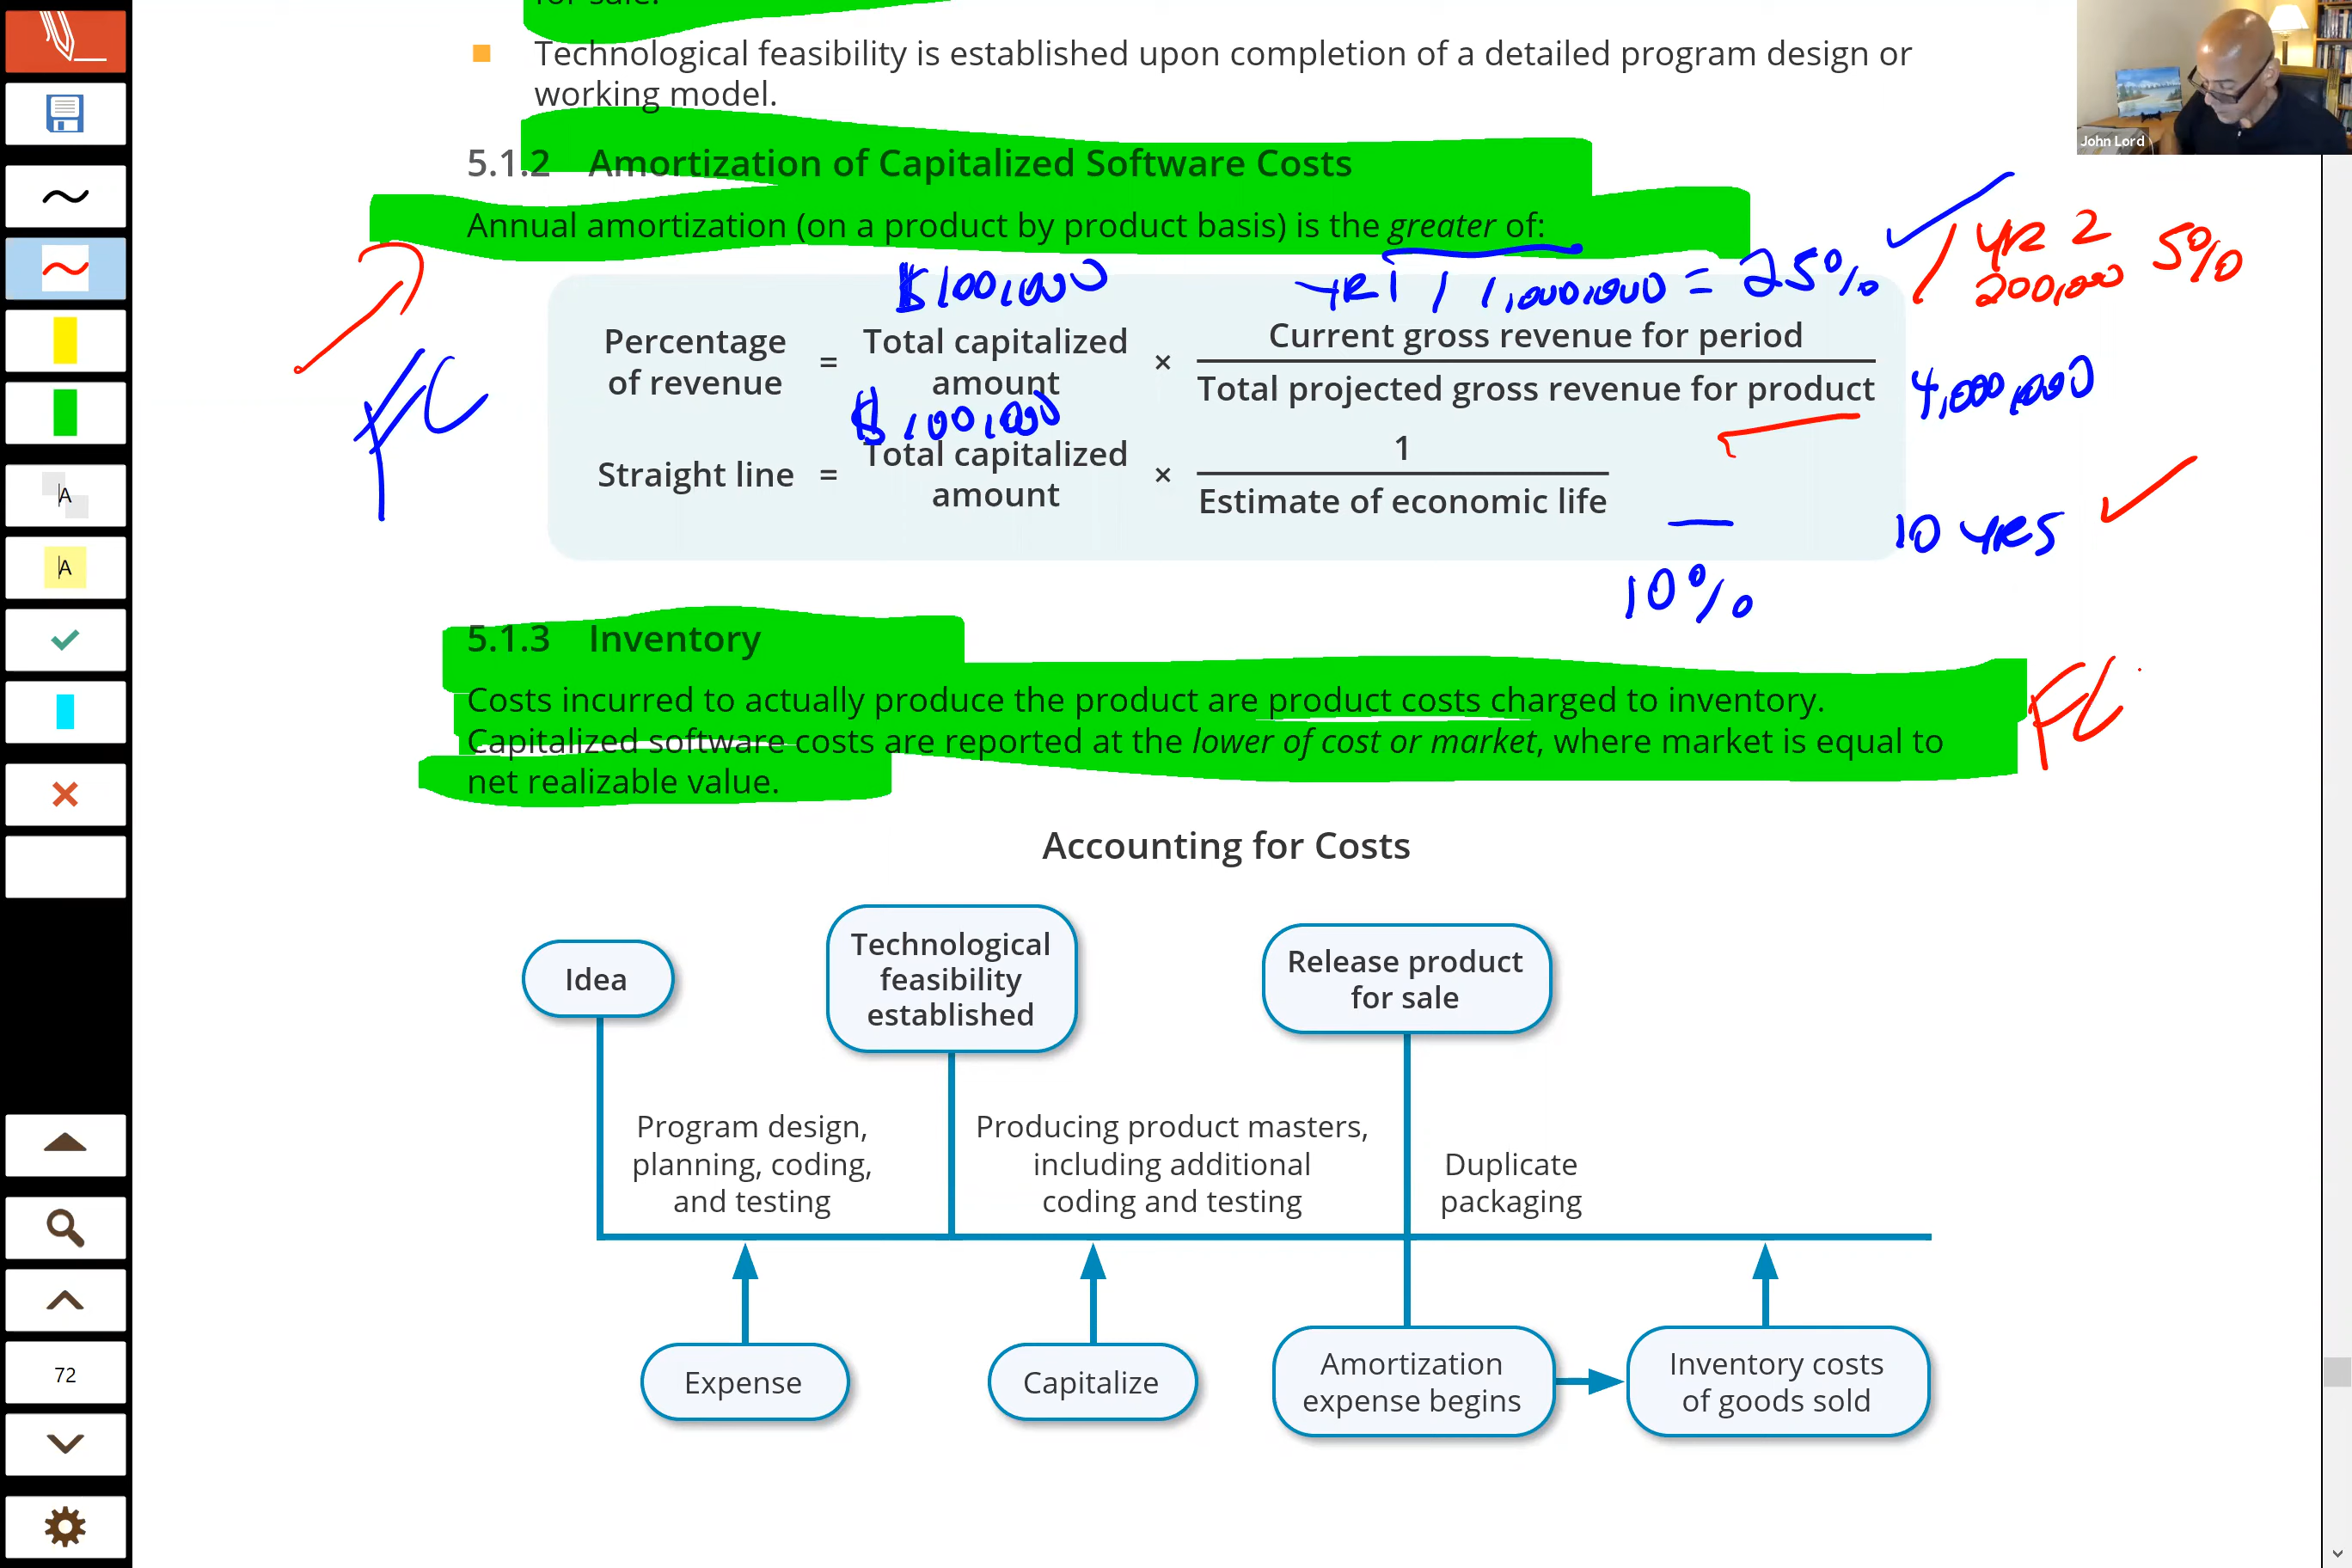 for sale.
Technological feasibility is established upon completion of a detailed program design or
working model.
John Lord
5.1.2 Amortization of Capitalized Software Costs
Annual amortization (on a product by product basis) is the greater of:
YR 2
200,000 5%
$100,000
YR 1 / 1,000,000 = 25%
Percentage
of revenue
=
Total capitalized
amount
×
Current gross revenue for period
Total projected gross revenue for product
4,000,000
FC
$100,000
Straight line
=
Total capitalized
amount
×
1
Estimate of economic life
10 YRS
10%
5.1.3 Inventory
Costs incurred to actually produce the product are product costs charged to inventory.
Capitalized software costs are reported at the lower of cost or market, where market is equal to
net realizable value.
FC
Accounting for Costs
Idea
Technological
feasibility
established
Release product
for sale
Program design,
planning, coding,
and testing
Producing product masters,
including additional
coding and testing
Duplicate
packaging
Expense
Capitalize
Amortization
expense begins
Inventory costs
of goods sold
A
A
72